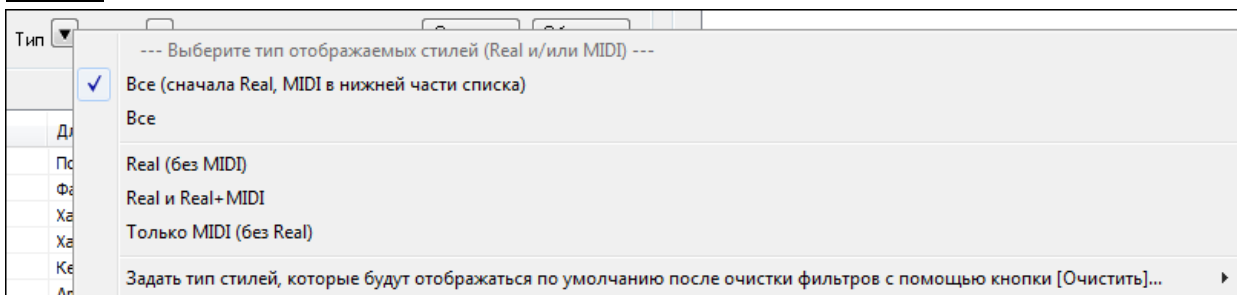 Тип
--- Выберите тип отображаемых стилей (Real и/или MIDI) ---
Все (сначала Real, MIDI в нижней части списка)
Все
Real (без MIDI)
Real и Real+MIDI
Только MIDI (без Real)
Задать тип стилей, которые будут отображаться по умолчанию после очистки фильтров с помощью кнопки [Очистить]...